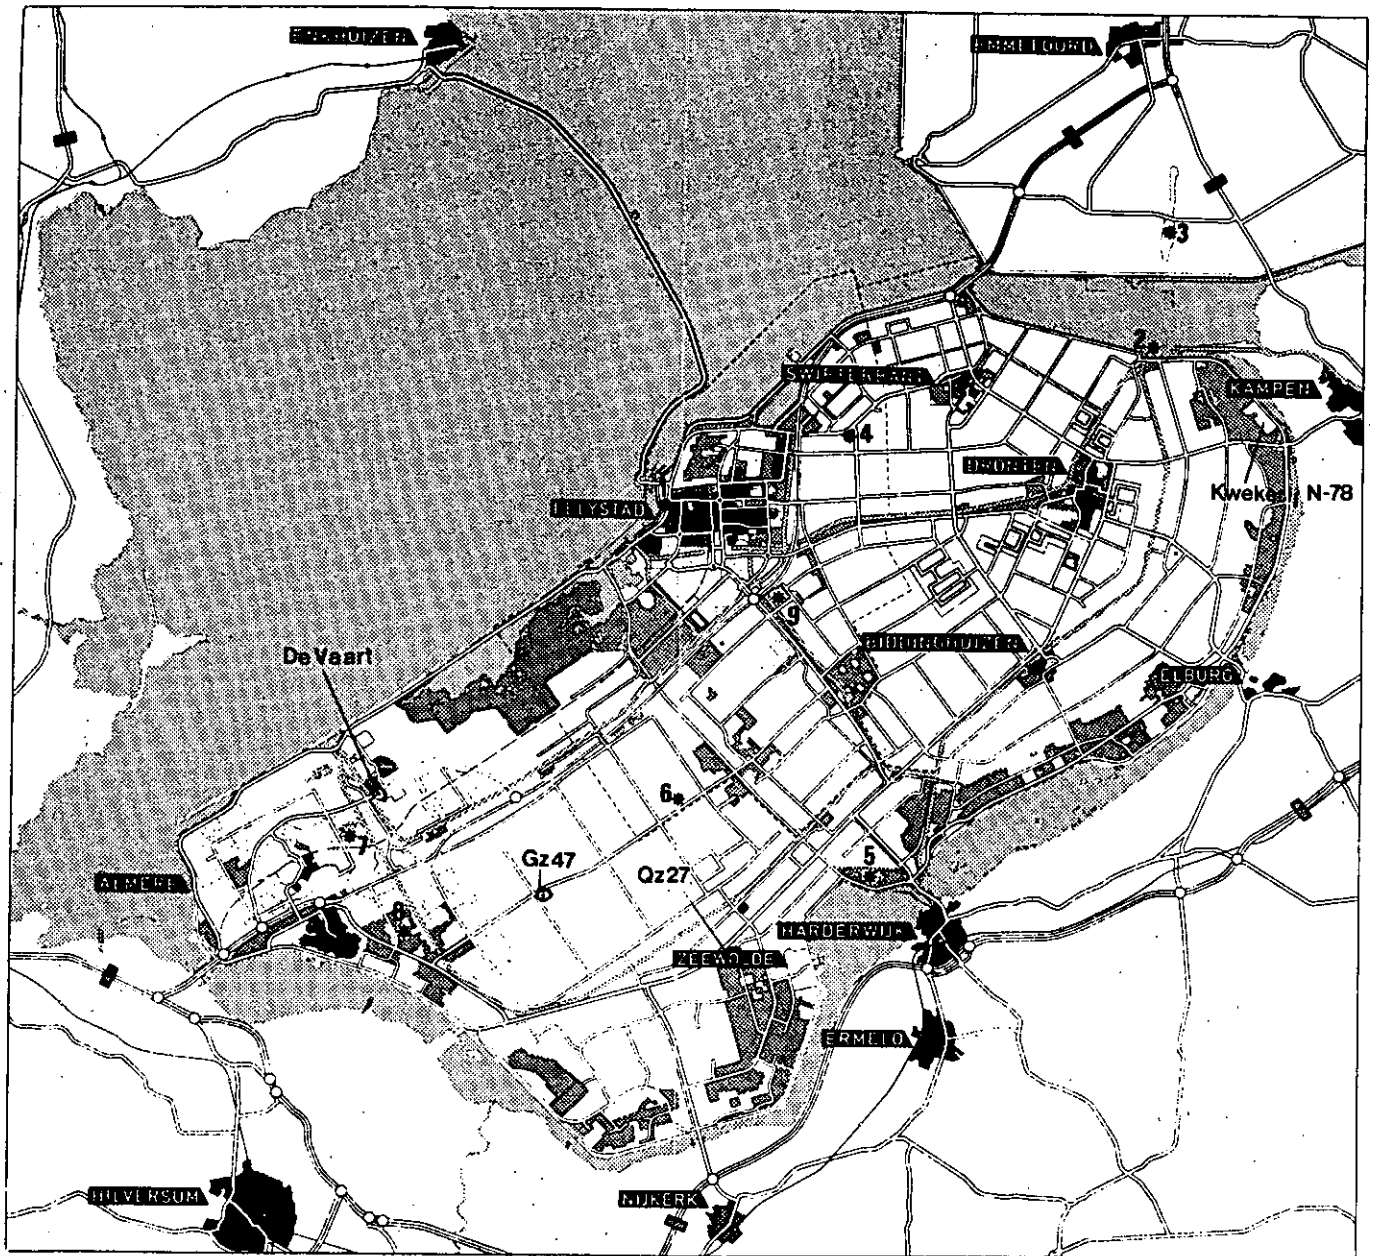 ENKHUIZEN
EMMELOORD
3
2
SWIFTERBANT
KAMPEN
4
DRONTEN
Kwekerij N-78
LELYSTAD
9
BIDDINGHUIZEN
De Vaart
ELBURG
6
7
5
Gz47
Qz27
ALMERE
8
HARDERWIJK
ZEEWOLDE
ERMELO
HILVERSUM
NIJKERK